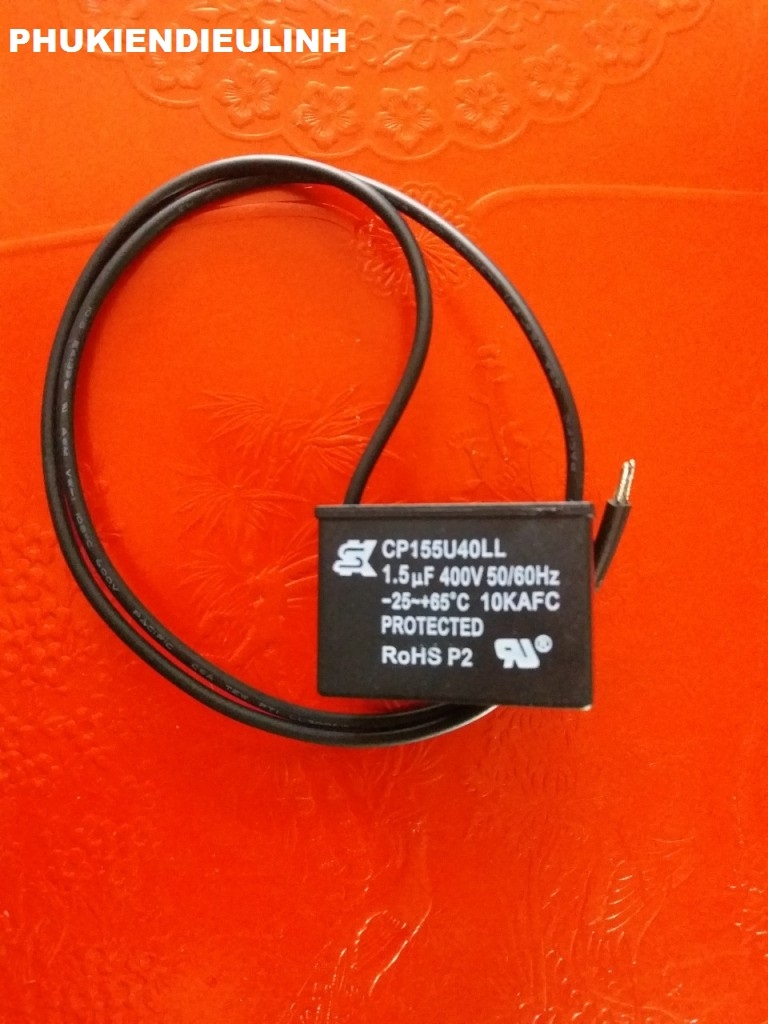 PHUKIENDIEULINH
CP155U40LL
1.5µF 400V 50/60Hz
-25~+65°C 10KAFC
PROTECTED
RoHS P2